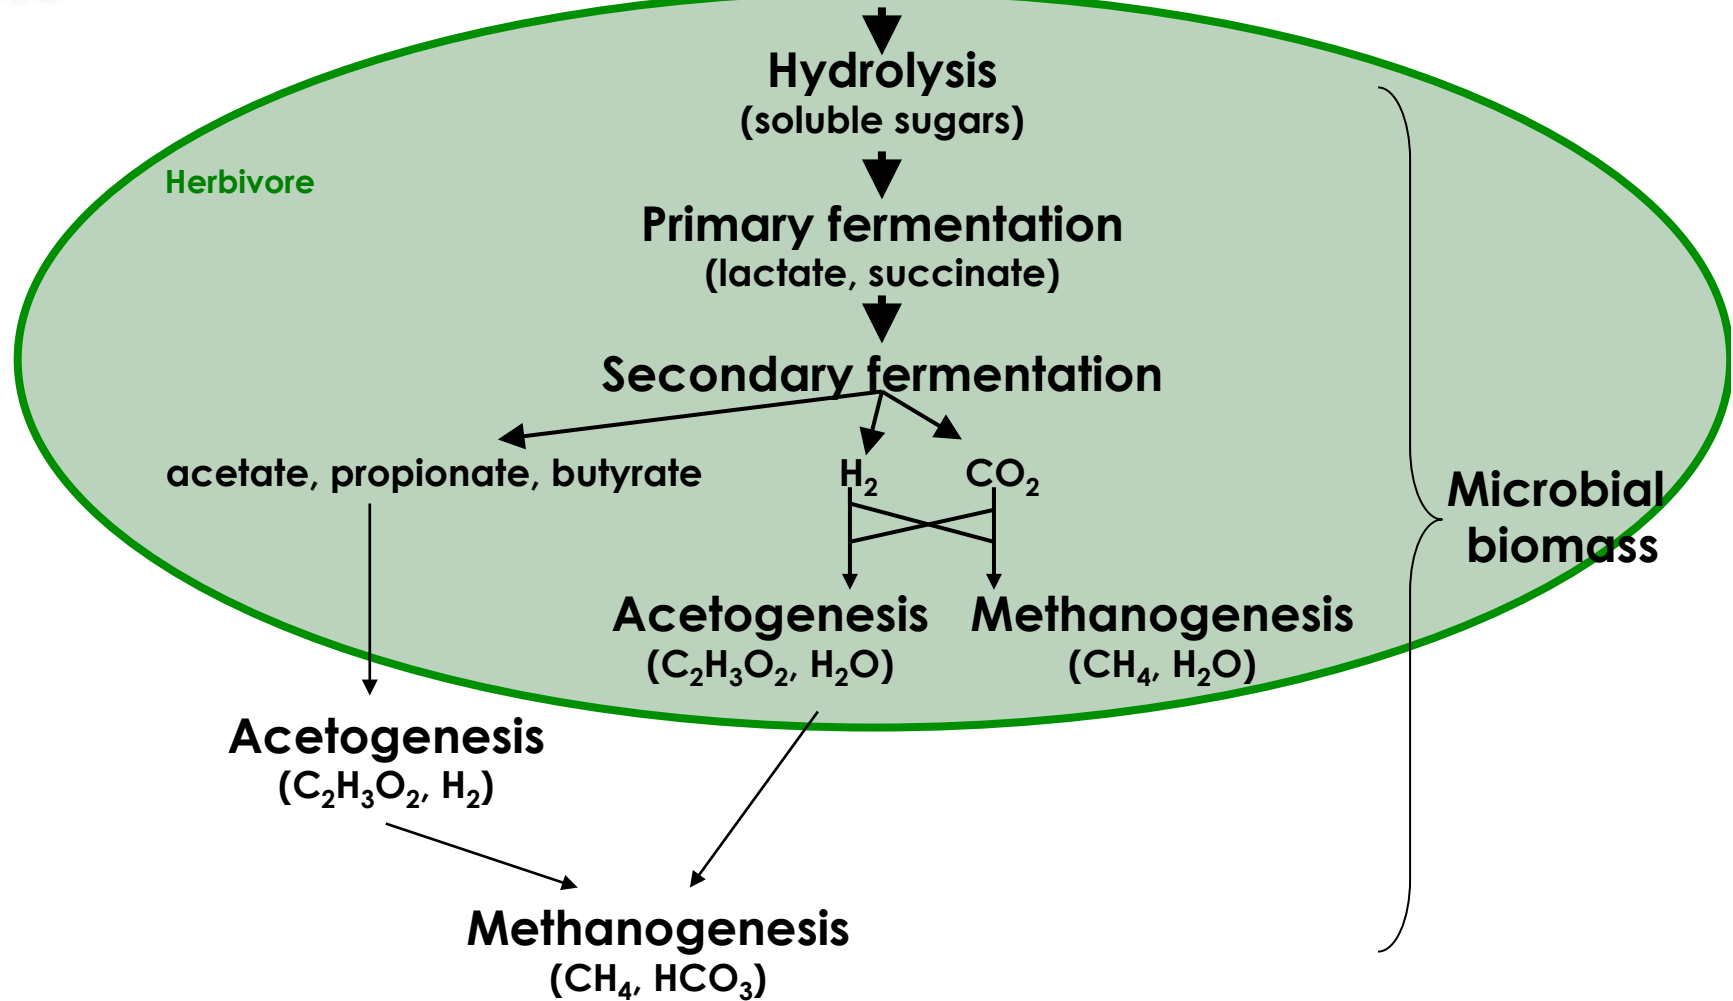 Hydrolysis
(soluble sugars)
Herbivore
Primary fermentation
(lactate, succinate)
Secondary fermentation
acetate, propionate, butyrate
H₂
CO₂
Microbial
biomass
Acetogenesis
(C₂H₃O₂, H₂O)
Methanogenesis
(CH₄, H₂O)
Acetogenesis
(C₂H₃O₂, H₂)
Methanogenesis
(CH₄, HCO₃)